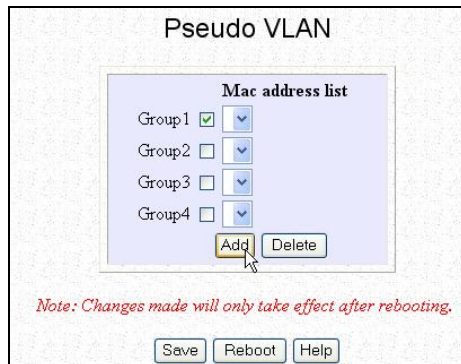 Pseudo VLAN
Mac address list
Group1
Group2
Group3
Group4
Add Delete
Note: Changes made will only take effect after rebooting.
Save Reboot Help